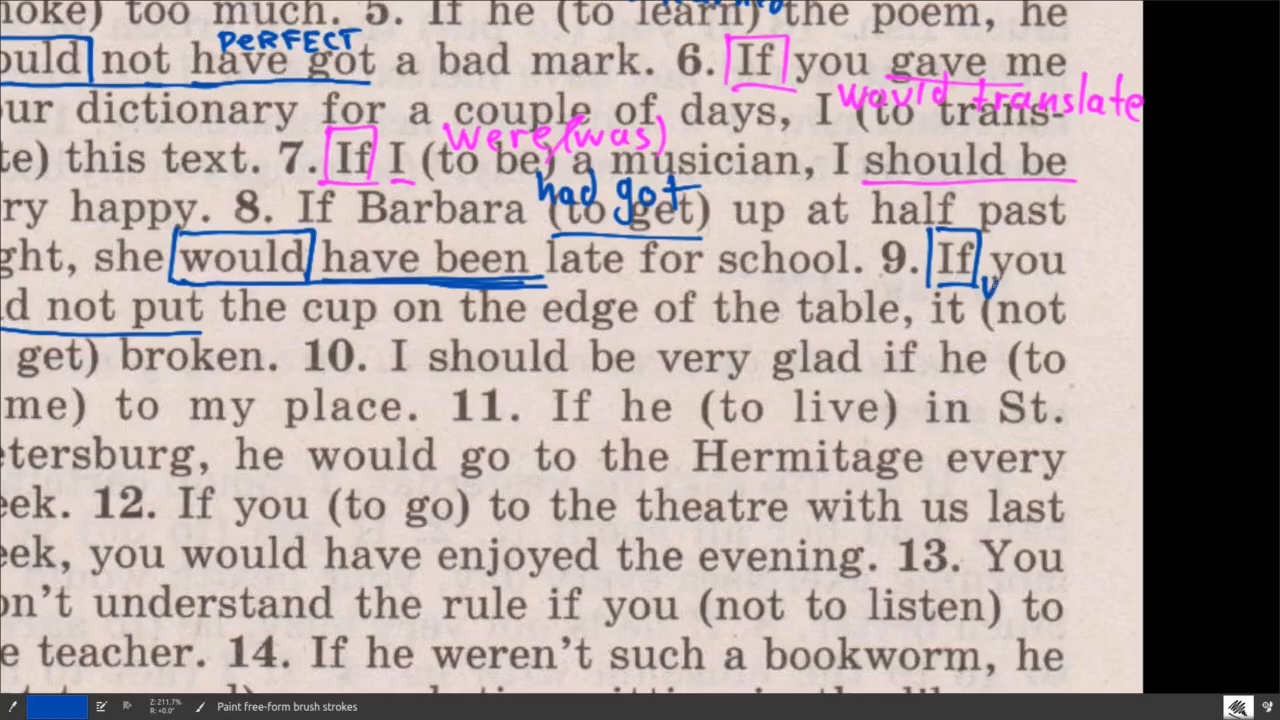 oke) too much. 5. If he (to learn) the poem, he
PERFECT
ould not have got a bad mark. 6. If you gave me
would translate
ur dictionary for a couple of days, I (to trans-
were (was)
te) this text. 7. If I (to be) a musician, I should be
had got
ry happy. 8. If Barbara (to get) up at half past
ght, she would have been late for school. 9. If you
d not put the cup on the edge of the table, it (not
get) broken. 10. I should be very glad if he (to
me) to my place. 11. If he (to live) in St.
etersburg, he would go to the Hermitage every
eek. 12. If you (to go) to the theatre with us last
eek, you would have enjoyed the evening. 13. You
on't understand the rule if you (not to listen) to
e teacher. 14. If he weren't such a bookworm, he
Z: 211.7%
R: +0.0°
Paint free-form brush strokes